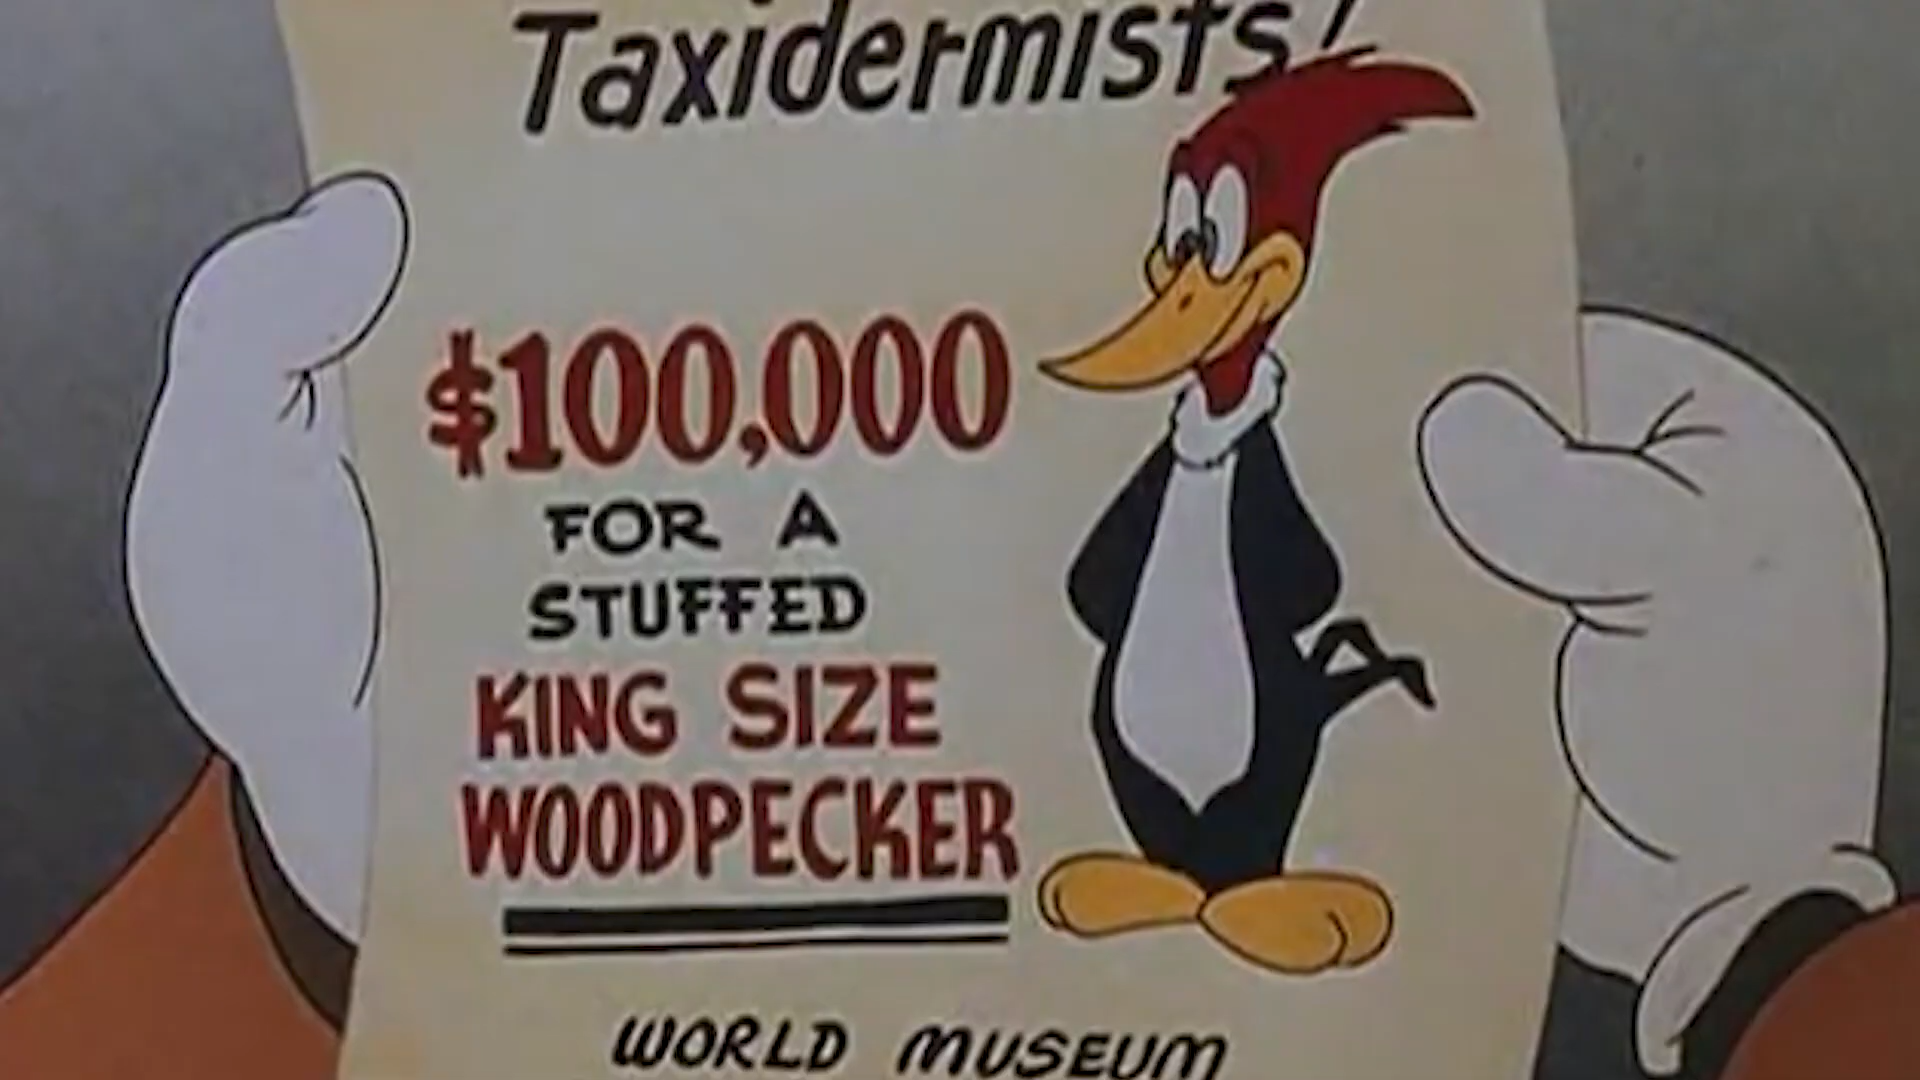 Taxidermists!
$100,000
FOR A
STUFFED
KING SIZE
WOODPECKER
WORLD MUSEUM